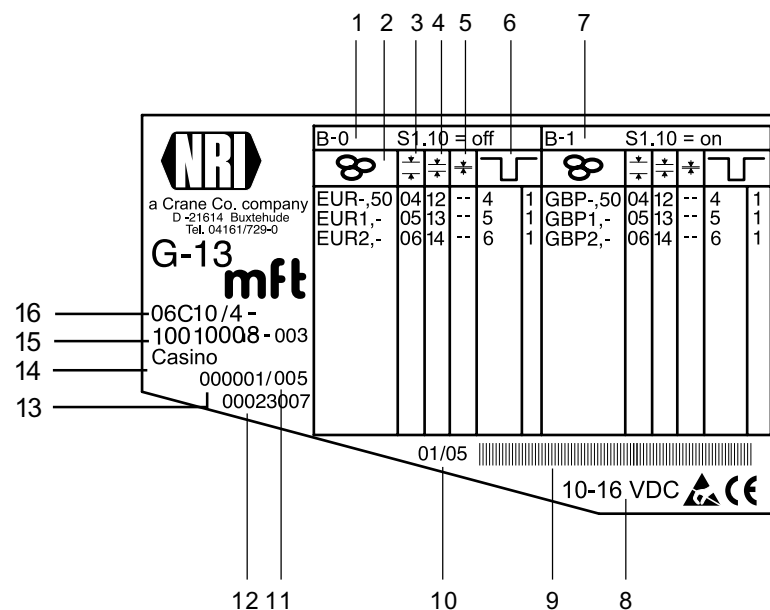 1 2 3 4 5 6 7
B-0 S1.10 = off B-1 S1.10 = on
NRI
a Crane Co. company
D-21614 Buxtehude
Tel. 04161/729-0
G-13
mft
EUR-,50 04 12 -- 4 1 GBP-,50 04 12 -- 4 1
EUR1,- 05 13 -- 5 1 GBP1,- 05 13 -- 5 1
EUR2,- 06 14 -- 6 1 GBP2,- 06 14 -- 6 1
16 06C10/4-
15 10010008-003
Casino
14
000001/005
13 00023007
01/05
10-16 VDC CE
12 11 10 9 8